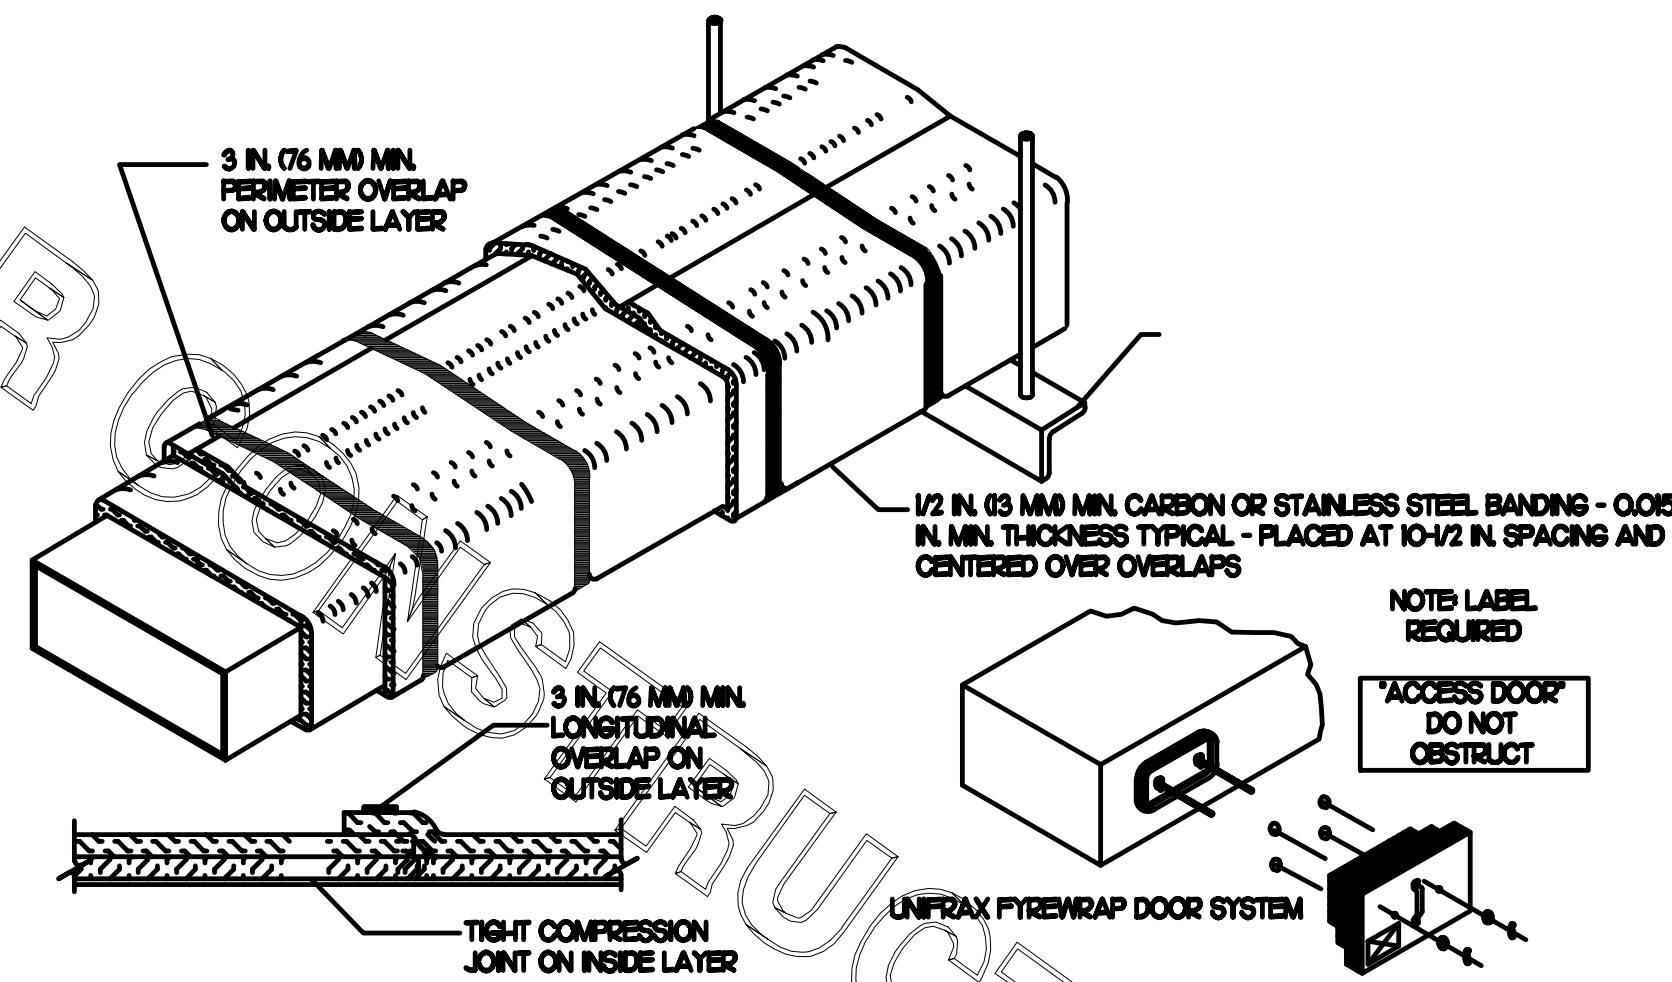 3 IN. (76 MM) MIN.
PERIMETER OVERLAP
ON OUTSIDE LAYER
1/2 IN. (13 MM) MIN. CARBON OR STAINLESS STEEL BANDING - 0.015
IN. MIN. THICKNESS TYPICAL - PLACED AT 10-1/2 IN. SPACING AND
CENTERED OVER OVERLAPS
NOTE: LABEL
REQUIRED
"ACCESS DOOR"
DO NOT
OBSTRUCT
3 IN. (76 MM) MIN.
LONGITUDINAL
OVERLAP ON
OUTSIDE LAYER
UNIFRAX FYREWRAP DOOR SYSTEM
TIGHT COMPRESSION
JOINT ON INSIDE LAYER
R CONSTRUCT